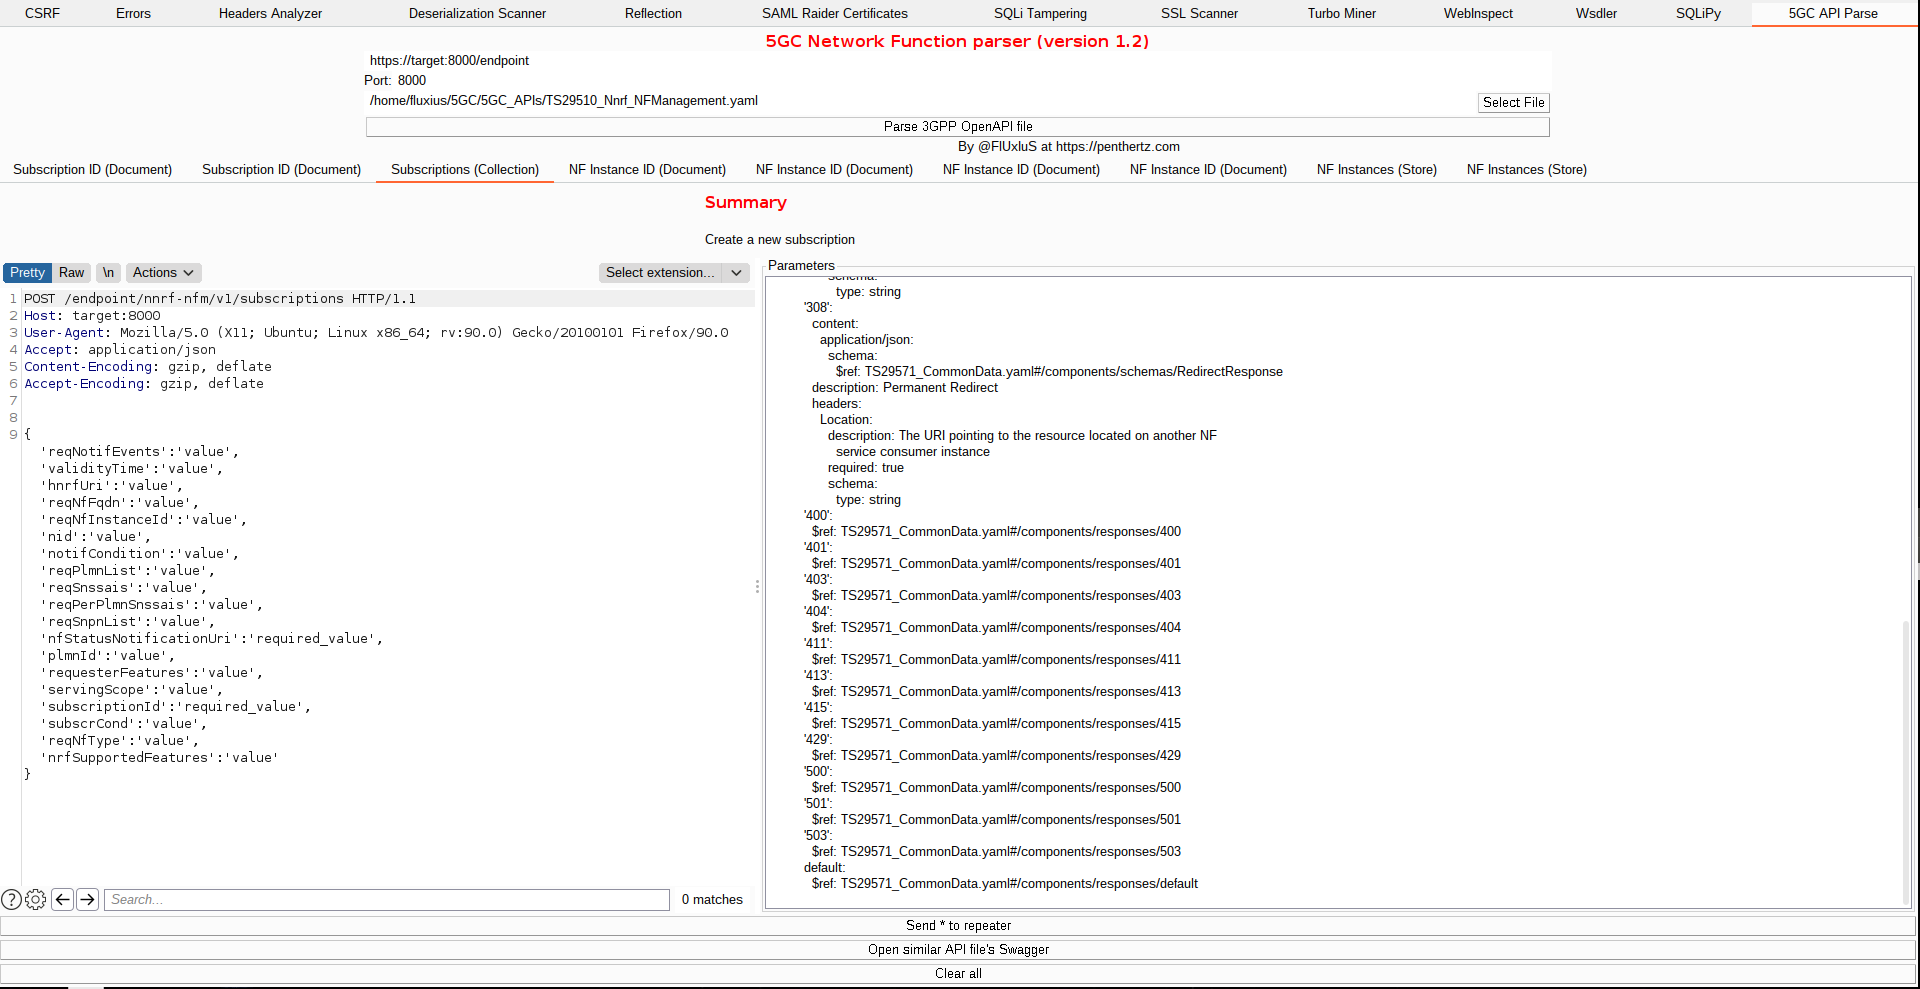 CSRF Errors Headers Analyzer Deserialization Scanner Reflection SAML Raider Certificates SQLi Tampering SSL Scanner Turbo Miner WebInspect Wsdler SQLiPy 5GC API Parse
5GC Network Function parser (version 1.2)
https://target:8000/endpoint
Port: 8000
/home/fluxius/5GC/5GC_APIs/TS29510_Nnrf_NFManagement.yaml Select File
Parse 3GPP OpenAPI file
By @FlUxIuS at https://penthertz.com
Subscription ID (Document) Subscription ID (Document) Subscriptions (Collection) NF Instance ID (Document) NF Instance ID (Document) NF Instance ID (Document) NF Instance ID (Document) NF Instances (Store) NF Instances (Store)
Summary
Create a new subscription
Pretty Raw \n Actions Select extension...
1 POST /endpoint/nnrf-nfm/v1/subscriptions HTTP/1.1
2 Host: target:8000
3 User-Agent: Mozilla/5.0 (X11; Ubuntu; Linux x86_64; rv:90.0) Gecko/20100101 Firefox/90.0
4 Accept: application/json
5 Content-Encoding: gzip, deflate
6 Accept-Encoding: gzip, deflate
7
8
9 {
'reqNotifEvents':'value',
'validityTime':'value',
'hnrfUri':'value',
'reqNfFqdn':'value',
'reqNfInstanceId':'value',
'nid':'value',
'notifCondition':'value',
'reqPlmnList':'value',
'reqSnssais':'value',
'reqPerPlmnSnssais':'value',
'reqSnpnList':'value',
'nfStatusNotificationUri':'required_value',
'plmnId':'value',
'requesterFeatures':'value',
'servingScope':'value',
'subscriptionId':'required_value',
'subscrCond':'value',
'reqNfType':'value',
'nrfSupportedFeatures':'value'
}
Search... 0 matches
Parameters
schema:
type: string
'308':
content:
application/json:
schema:
$ref: TS29571_CommonData.yaml#/components/schemas/RedirectResponse
description: Permanent Redirect
headers:
Location:
description: The URI pointing to the resource located on another NF
service consumer instance
required: true
schema:
type: string
'400':
$ref: TS29571_CommonData.yaml#/components/responses/400
'401':
$ref: TS29571_CommonData.yaml#/components/responses/401
'403':
$ref: TS29571_CommonData.yaml#/components/responses/403
'404':
$ref: TS29571_CommonData.yaml#/components/responses/404
'411':
$ref: TS29571_CommonData.yaml#/components/responses/411
'413':
$ref: TS29571_CommonData.yaml#/components/responses/413
'415':
$ref: TS29571_CommonData.yaml#/components/responses/415
'429':
$ref: TS29571_CommonData.yaml#/components/responses/429
'500':
$ref: TS29571_CommonData.yaml#/components/responses/500
'501':
$ref: TS29571_CommonData.yaml#/components/responses/501
'503':
$ref: TS29571_CommonData.yaml#/components/responses/503
default:
$ref: TS29571_CommonData.yaml#/components/responses/default
Send * to repeater
Open similar API file's Swagger
Clear all